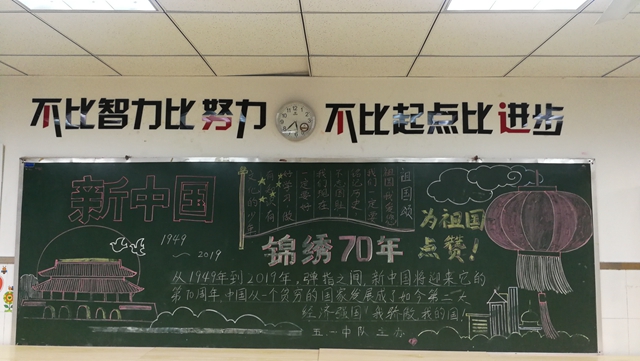 不比智力比努力 不比起点比进步
新中国
1949
～2019
祖国颂
为祖国
点赞！
锦绣70年
从1949年到2019年，弹指之间，新中国将迎来它的
第70周年，中国从一个贫穷的国家发展成了如今第二大
经济强国！我骄傲，我的国！
五一中队 主办